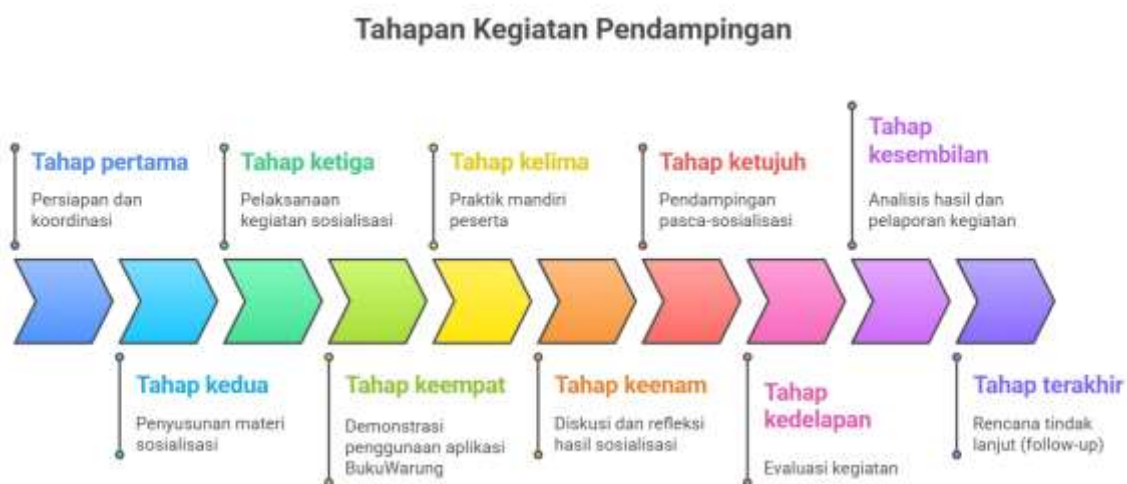 Tahapan Kegiatan Pendampingan
Tahap pertama
Persiapan dan
koordinasi
Tahap kedua
Penyusunan materi
sosialisasi
Tahap ketiga
Pelaksanaan
kegiatan sosialisasi
Tahap keempat
Demonstrasi
penggunaan aplikasi
BukuWarung
Tahap kelima
Praktik mandiri
peserta
Tahap keenam
Diskusi dan refleksi
hasil sosialisasi
Tahap ketujuh
Pendampingan
pasca-sosialisasi
Tahap
kedelapan
Evaluasi kegiatan
Tahap
kesembilan
Analisis hasil dan
pelaporan kegiatan
Tahap terakhir
Rencana tindak
lanjut (follow-up)